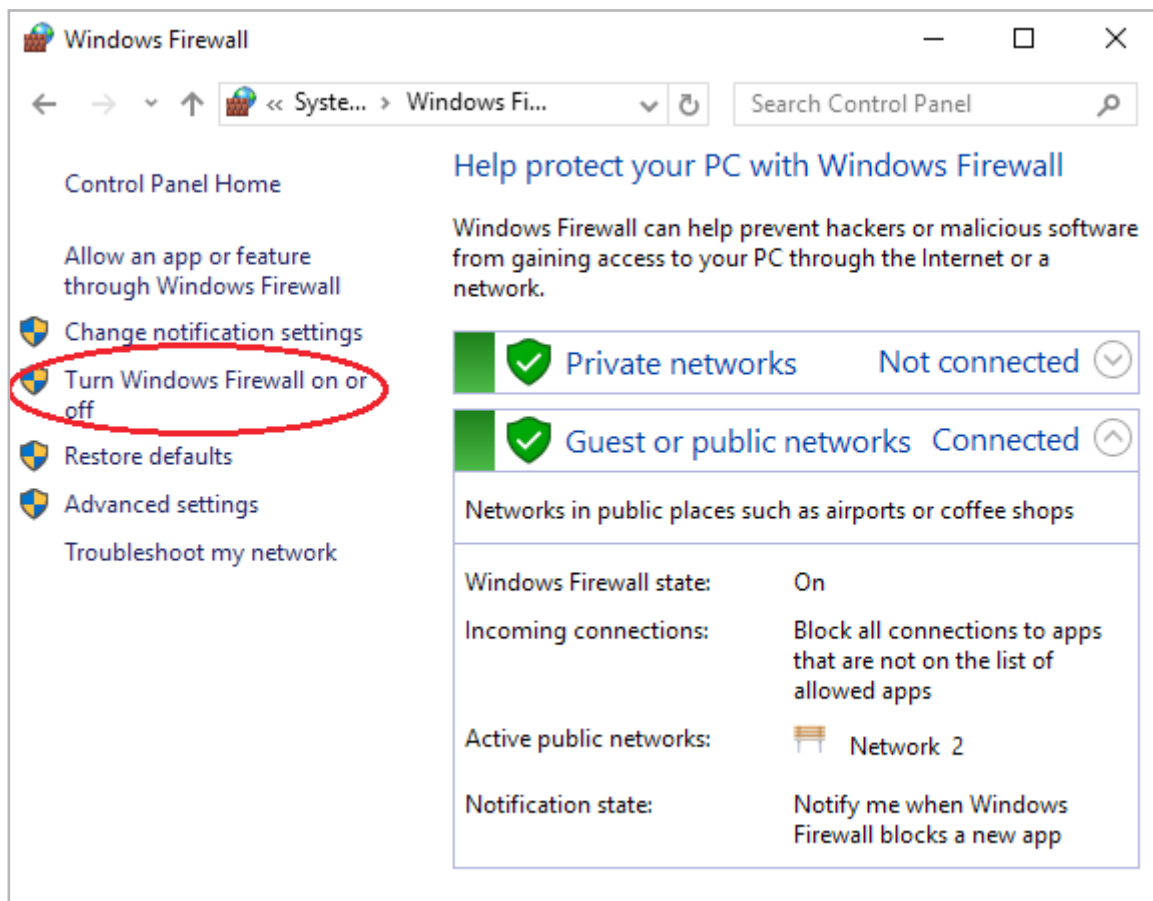 Windows Firewall
« Syste... › Windows Fi...
Search Control Panel
Control Panel Home
Allow an app or feature
through Windows Firewall
Change notification settings
Turn Windows Firewall on or
off
Restore defaults
Advanced settings
Troubleshoot my network
Help protect your PC with Windows Firewall
Windows Firewall can help prevent hackers or malicious software
from gaining access to your PC through the Internet or a
network.
Private networks Not connected
Guest or public networks Connected
Networks in public places such as airports or coffee shops
Windows Firewall state: On
Incoming connections: Block all connections to apps
that are not on the list of
allowed apps
Active public networks: Network 2
Notification state: Notify me when Windows
Firewall blocks a new app